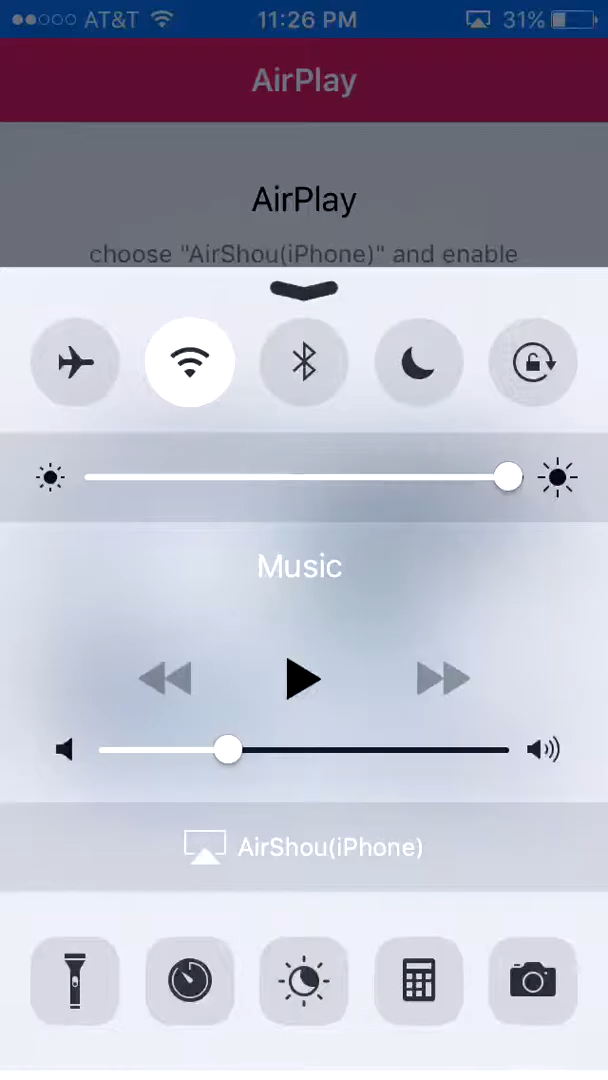 AT&T 11:26 PM 31%
AirPlay
AirPlay
choose "AirShou(iPhone)" and enable
Music
AirShou(iPhone)